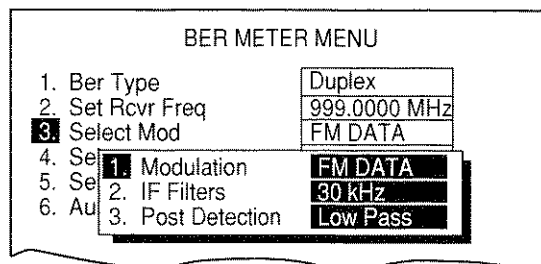 BER METER MENU
1. Ber Type Duplex
2. Set Rcvr Freq 999.0000 MHz
3. Select Mod FM DATA
4. Se
1. Modulation FM DATA
5. Se
2. IF Filters 30 kHz
6. Au
3. Post Detection Low Pass